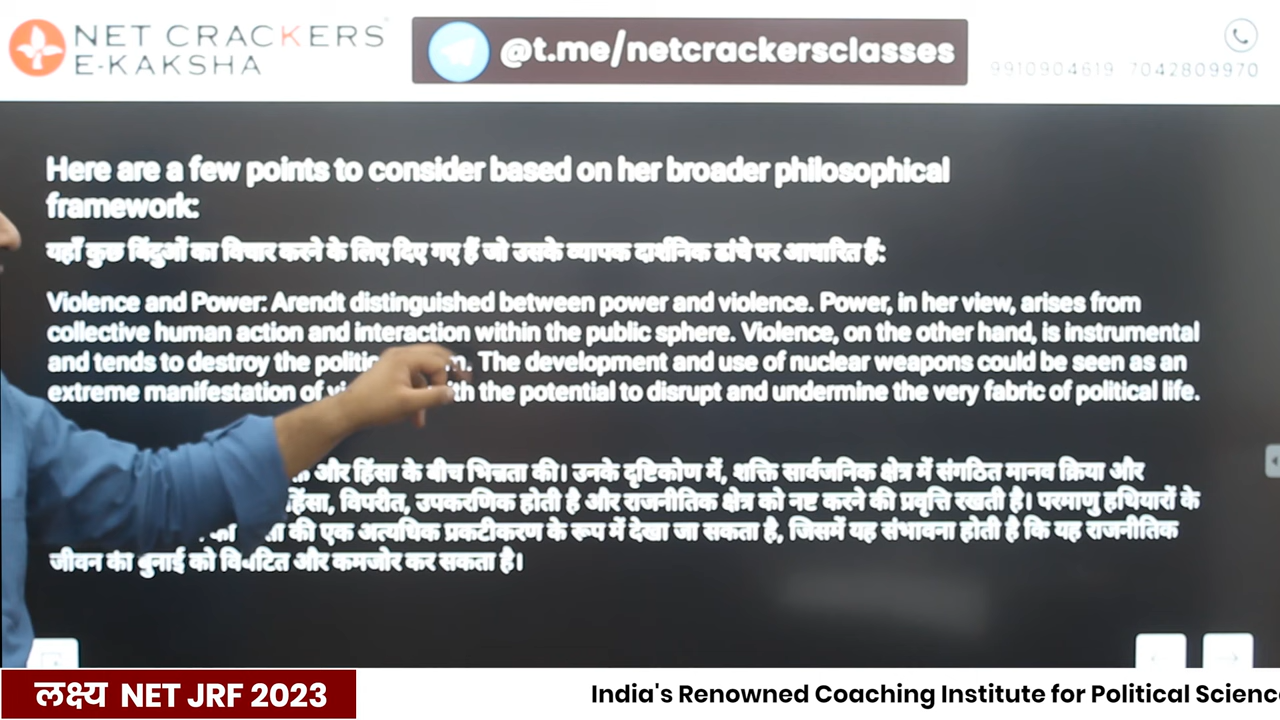 NET CRACKERS
E-KAKSHA
@t.me/netcrackersclasses
9910904619 7042809970
Here are a few points to consider based on her broader philosophical
framework:
यहाँ कुछ बिंदुओं का विचार करने के लिए दिए गए हैं जो उसके व्यापक दार्शनिक ढांचे पर आधारित हैं:
Violence and Power: Arendt distinguished between power and violence. Power, in her view, arises from
collective human action and interaction within the public sphere. Violence, on the other hand, is instrumental
and tends to destroy the The development and use of nuclear weapons could be seen as an
extreme manifestation of the potential to disrupt and undermine the very fabric of political life.
और हिंसा के बीच भिन्नता की। उनके दृष्टिकोण में, शक्ति सार्वजनिक क्षेत्र में संगठित मानव क्रिया और
हिंसा, विपरीत, उपकरणिक होती है और राजनीतिक क्षेत्र को नष्ट करने की प्रवृत्ति रखती है। परमाणु हथियारों के
की एक अत्यधिक प्रकटीकरण के रूप में देखा जा सकता है, जिसमें यह संभावना होती है कि यह राजनीतिक
जीवन की बुनाई को विघटित और कमजोर कर सकता है।
लक्ष्य NET JRF 2023
India's Renowned Coaching Institute for Political